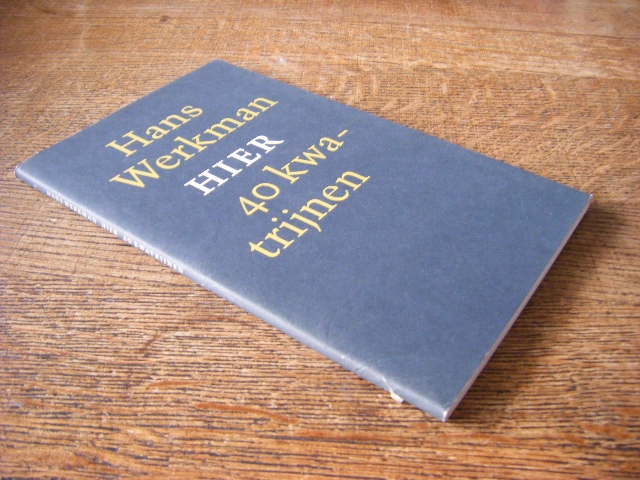 Hans
Werkman
HIER
40 kwa-
trijnen